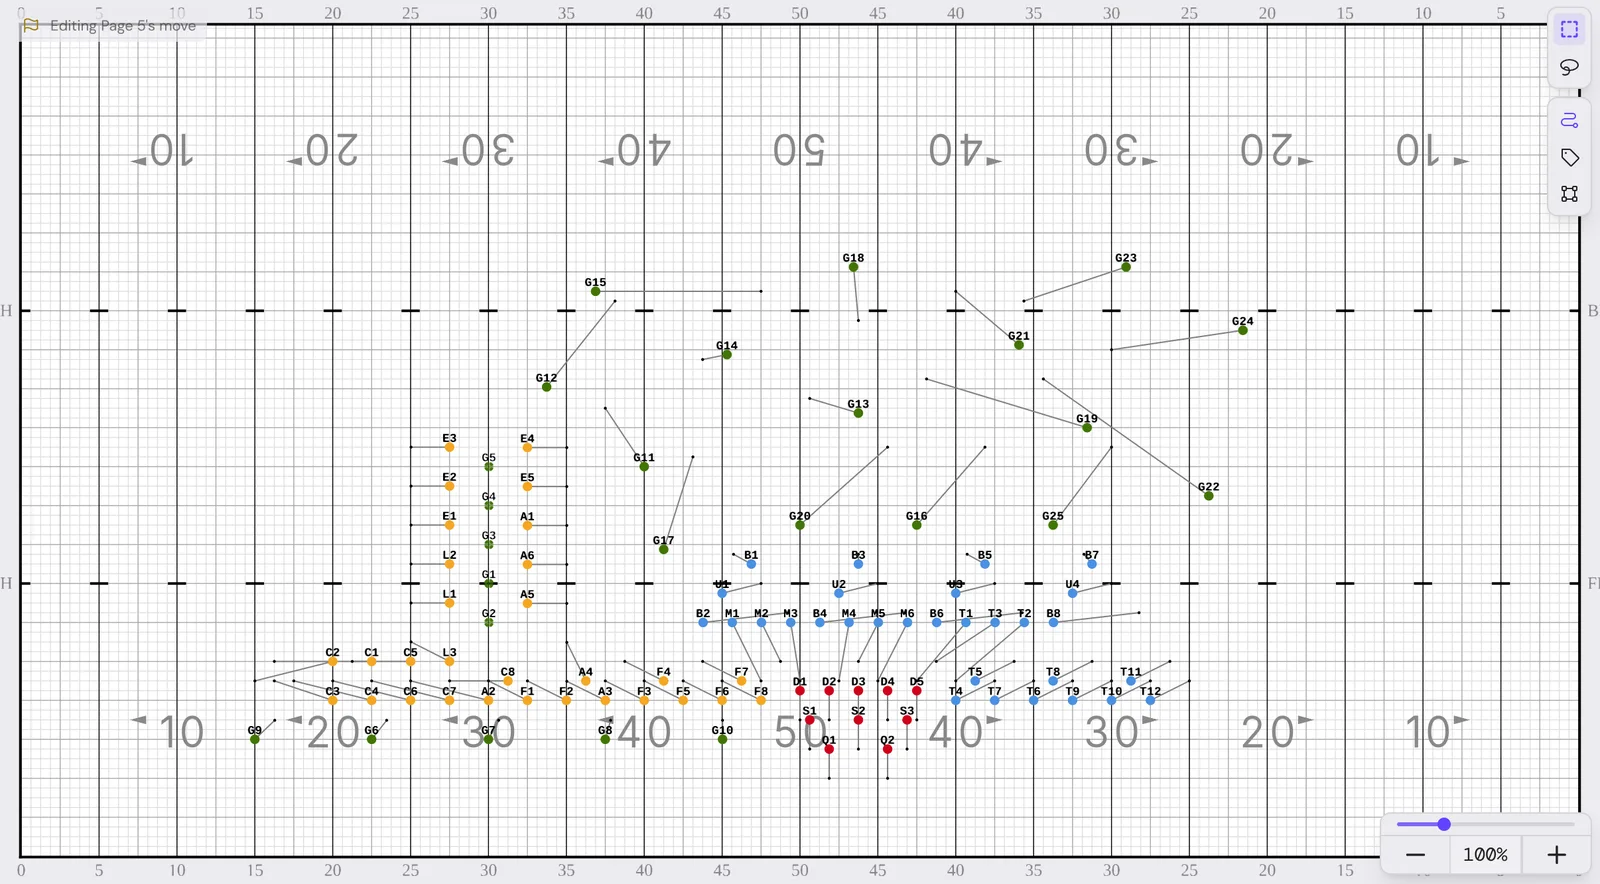 0 5 10 15 20 25 30 35 40 45 50 45 40 35 30 25 20 15 10 5
Editing Page 5's move
10 20 30 40 50 40 30 20 10
G18 G23
G15
H B
G24
G21
G14
G12
G13
G19
E3 E4
G5 G11
E2 E5 G22
G4
E1 A1 G20 G16 G25
G3 G17
L2 A6 B1 B3 B5 B7
H G1 U1 U2 U3 U4 F
L1 A5
G2 B2 M1 M2 M3 B4 M4 M5 M6 B6 T1 T3 T2 B8
C2 C1 C5 L3
C8 A4 F4 F7 T5 T8 T11
D1 D2 D3 D4 D5
C3 C4 C6 C7 A2 F1 F2 A3 F3 F5 F6 F8 T4 T7 T6 T9 T10 T12
S1 S2 S3
10 20 30 40 50 40 30 20 10
G9 G6 G7 G8 G10
Q1 Q2
100%
0 5 10 15 20 25 30 35 40 45 50 45 40 35 30 25 20 15